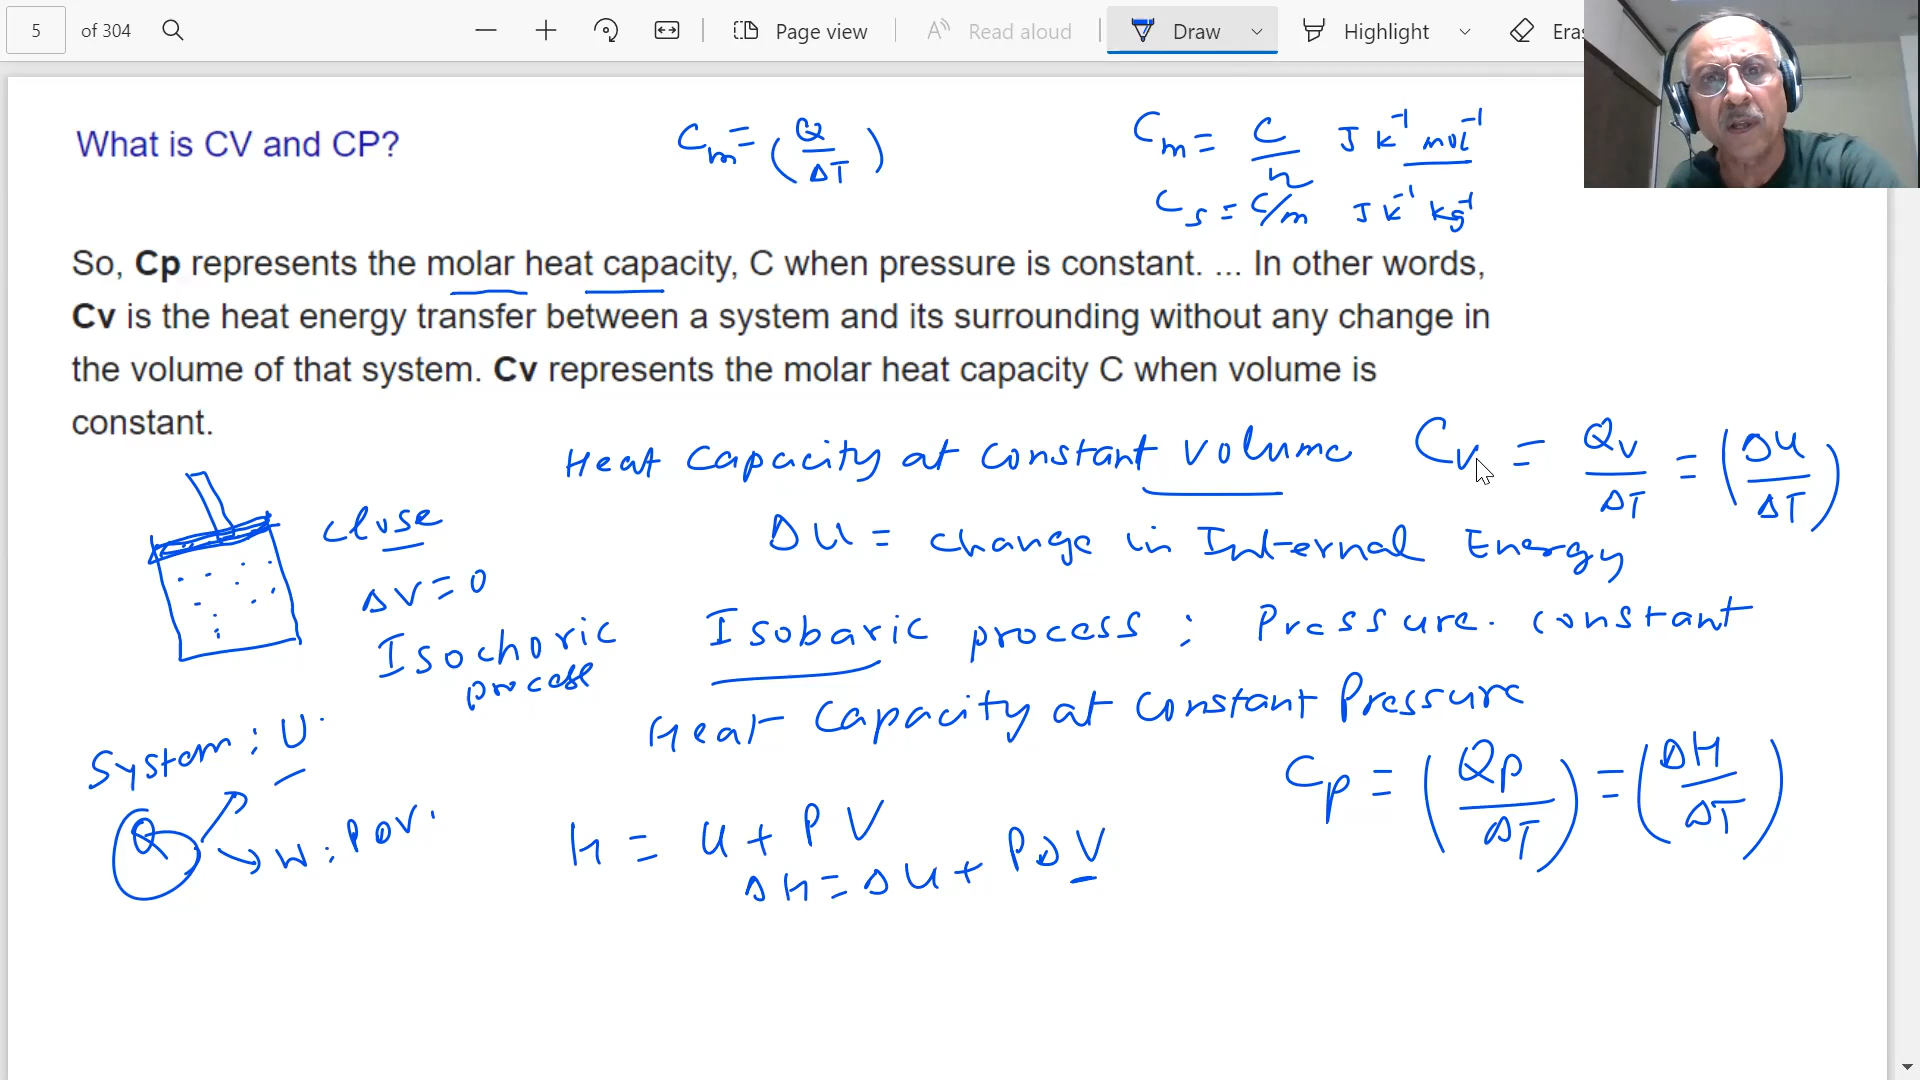 5 of 304 Page view Read aloud Draw Highlight Eras
What is CV and CP?
Cm = (Q/ΔT)
Cm = C/n J K⁻¹ mol⁻¹
Cs = C/m J K⁻¹ kg⁻¹
So, Cp represents the molar heat capacity, C when pressure is constant. ... In other words,
Cv is the heat energy transfer between a system and its surrounding without any change in
the volume of that system. Cv represents the molar heat capacity C when volume is
constant.
Heat Capacity at constant volume Cv = Qv/ΔT = (ΔU/ΔT)
close
ΔU = change in Internal Energy
ΔV = 0
Isochoric process
Isobaric process : Pressure. constant
Heat Capacity at constant Pressure
System : U
Cp = (Qp/ΔT) = (ΔH/ΔT)
Q
W : PΔV.
H = U + PV
ΔH = ΔU + PΔV